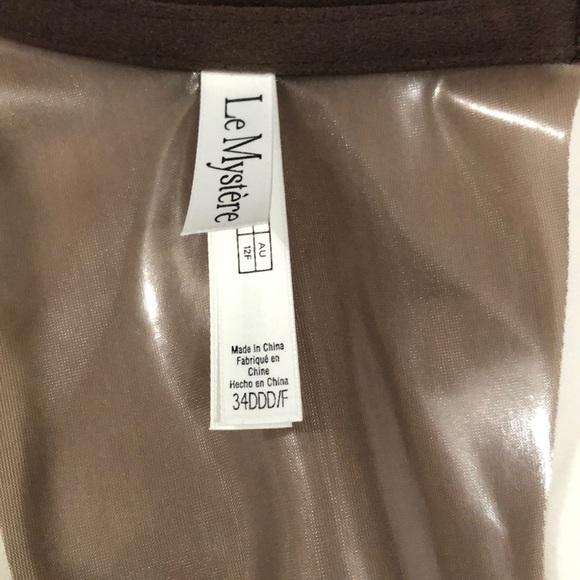 Le Mystère
AU
12F
Made in China
Fabriqué en
Chine
Hecho en China
34DDD/F